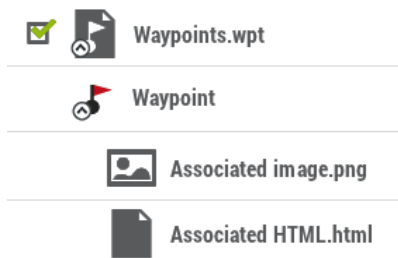 Waypoints.wpt
Waypoint
Associated image.png
Associated HTML.html